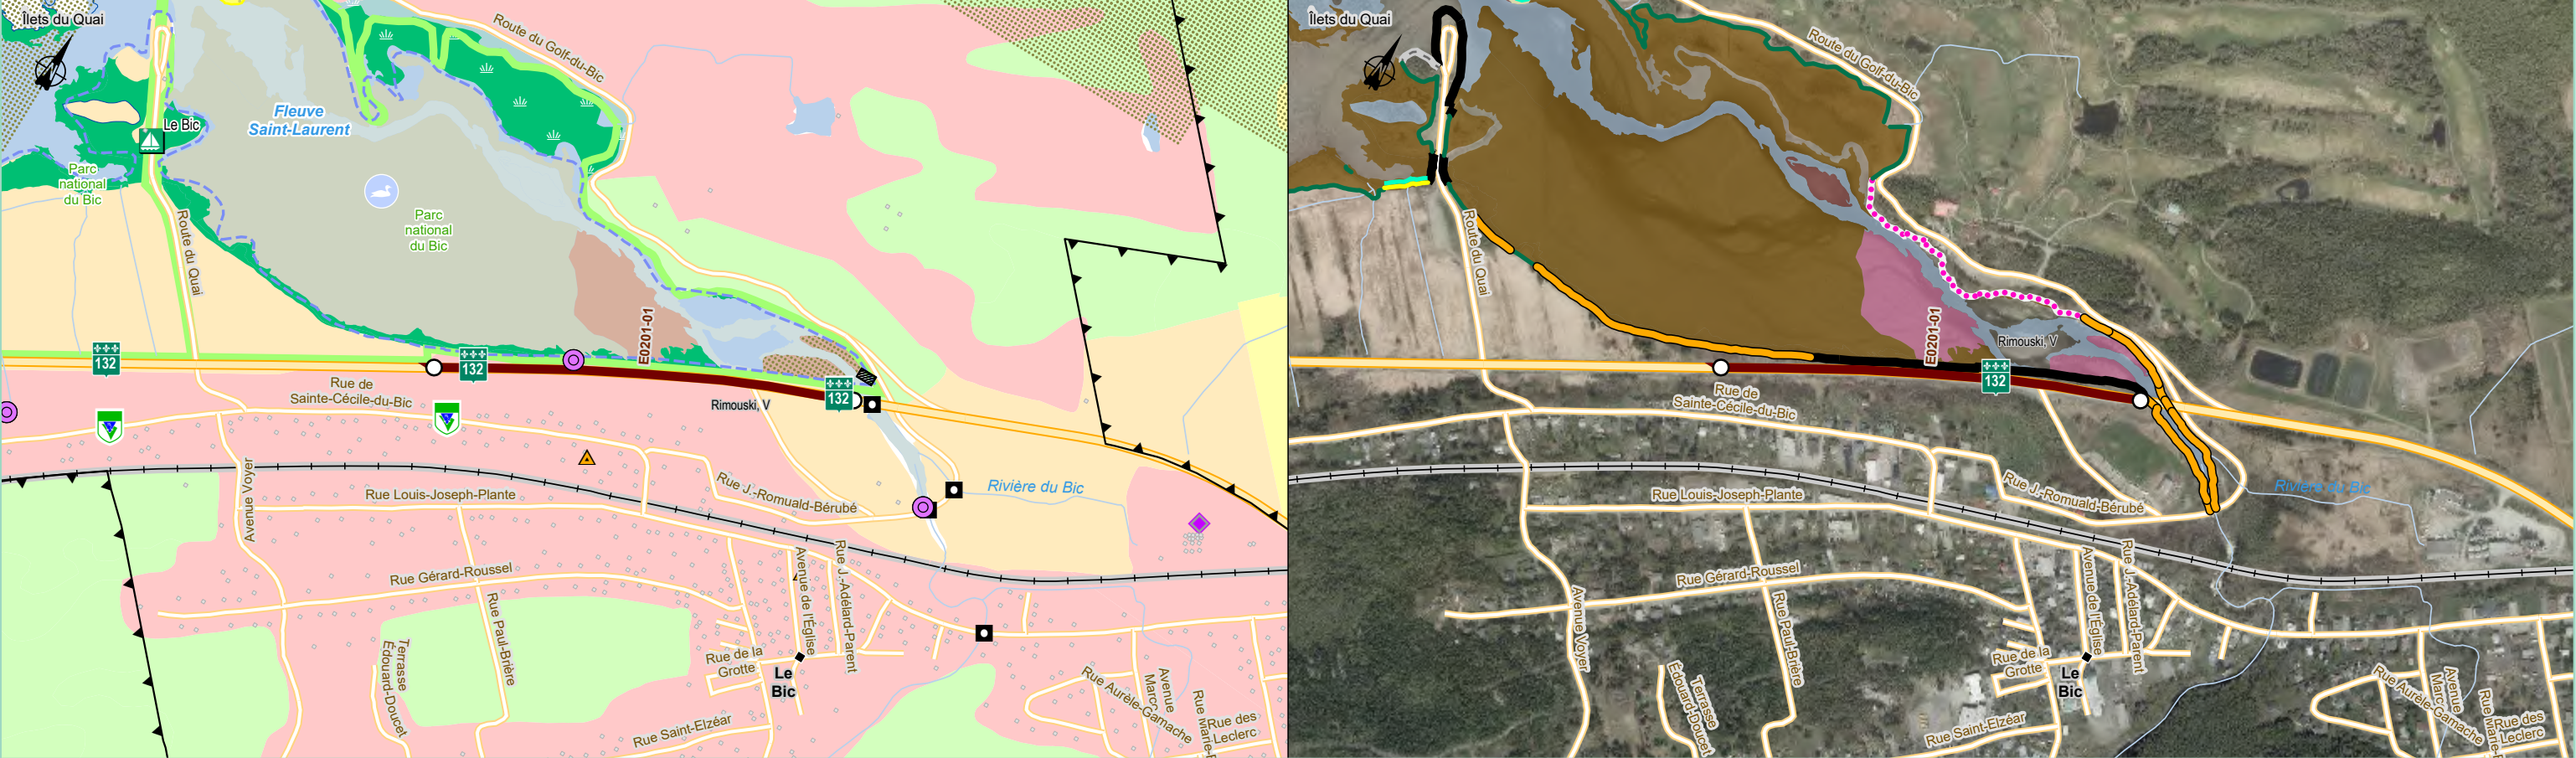 Îlets du Quai
Route du Golf-du-Bic
Fleuve
Saint-Laurent
Le Bic
Parc
national
du Bic
Parc
national
du Bic
Route du Quai
E0201-01
132
132
132
Rue de
Sainte-Cécile-du-Bic
Rimouski, V
Avenue Voyer
Rue Louis-Joseph-Plante
Rue J.-Romuald-Bérubé
Rivière du Bic
Rue Gérard-Roussel
Rue Paul-Brière
Avenue de l'Église
Rue J.-Adélard-Parent
Terrasse
Édouard-Doucet
Rue de la
Grotte
Le
Bic
Rue Saint-Elzéar
Rue Aurèle-Gamache
Avenue
Rue des
Leclerc
Îlets du Quai
Route du Golf-du-Bic
Route du Quai
E0201-01
Rimouski, V
132
Rue de
Sainte-Cécile-du-Bic
Rue Louis-Joseph-Plante
Rue J.-Romuald-Bérubé
Rivière du Bic
Rue Gérard-Roussel
Avenue Voyer
Rue Paul-Brière
Avenue de l'Église
Rue J.-Adélard-Parent
Terrasse
Édouard-Doucet
Rue de la
Grotte
Le
Bic
Rue Saint-Elzéar
Rue Aurèle-Gamache
Avenue
Rue des
Leclerc